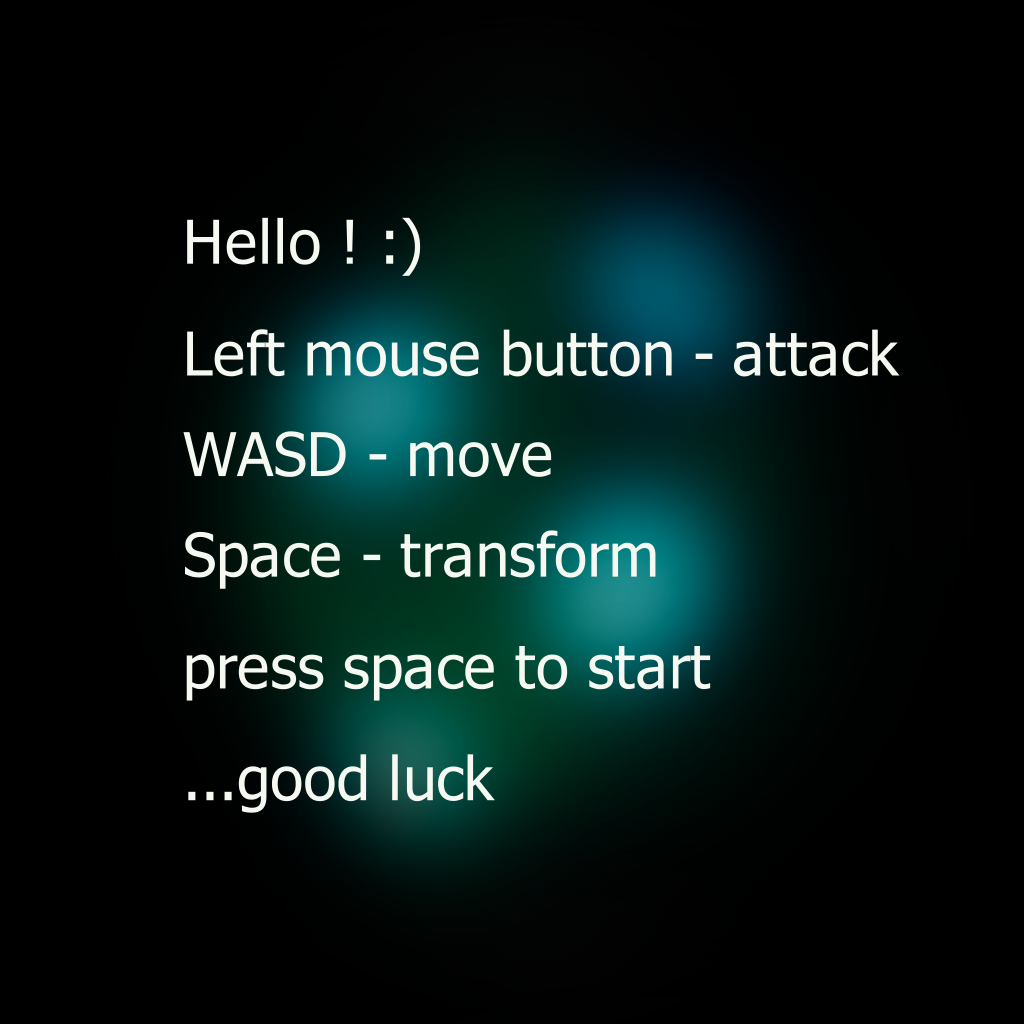 Hello ! :)
Left mouse button - attack
WASD - move
Space - transform
press space to start
...good luck